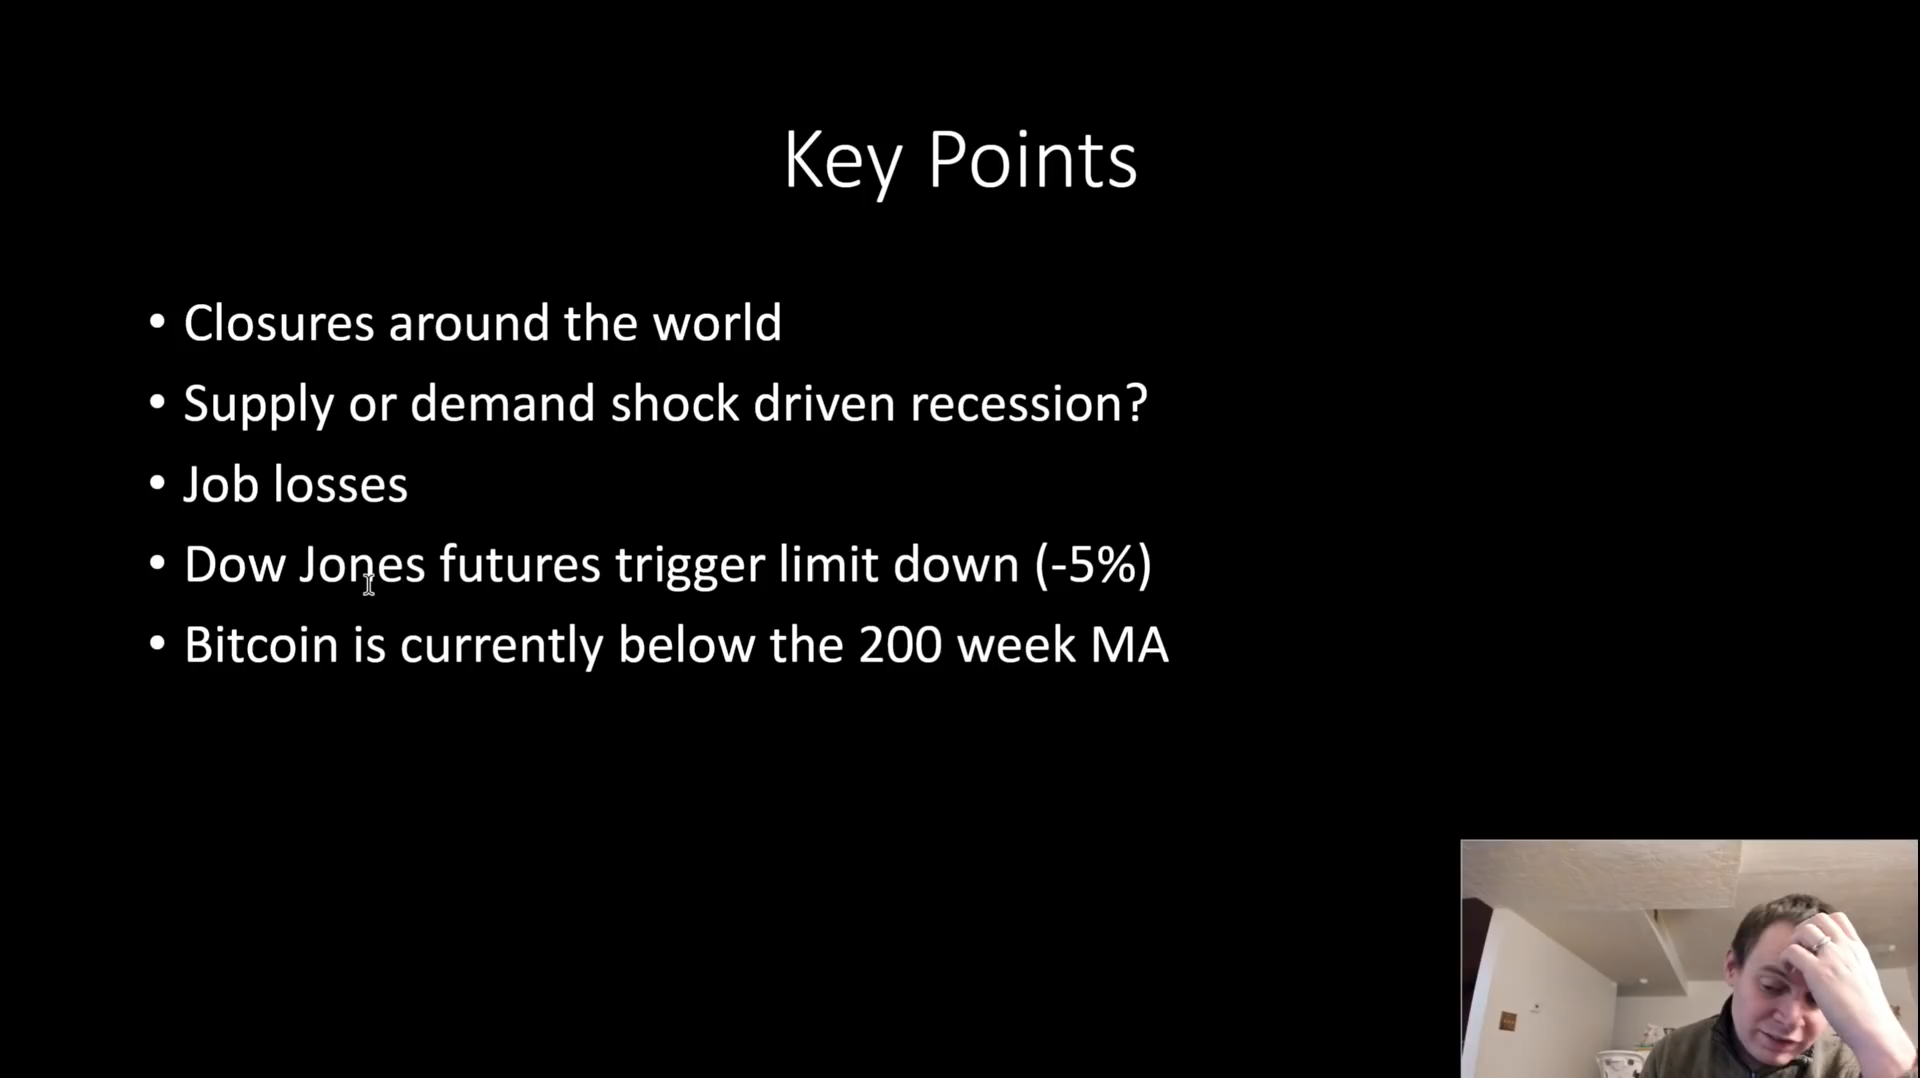 Key Points
• Closures around the world
• Supply or demand shock driven recession?
• Job losses
• Dow Jones futures trigger limit down (-5%)
• Bitcoin is currently below the 200 week MA